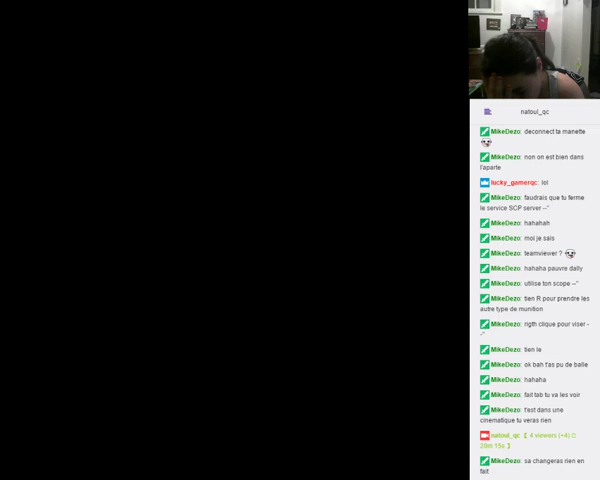 natoul_qc
MikeDezo: deconnect ta manette
MikeDezo: non on est bien dans
l'aparte
lucky_gamerqc: lol
MikeDezo: faudrais que tu ferme
le service SCP server --"
MikeDezo: hahahah
MikeDezo: moi je sais
MikeDezo: teamviewer ?
MikeDezo: hahaha pauvre dally
MikeDezo: utilise ton scope --"
MikeDezo: tien R pour prendre les
autre type de munition
MikeDezo: rigth clique pour viser -
-"
MikeDezo: tien le
MikeDezo: ok bah t'as pu de balle
MikeDezo: hahaha
MikeDezo: fait tab tu va les voir
MikeDezo: t'est dans une
cinematique tu veras rien
natoul_qc 4 viewers (+4)
20m 15s
MikeDezo: sa changeras rien en
fait